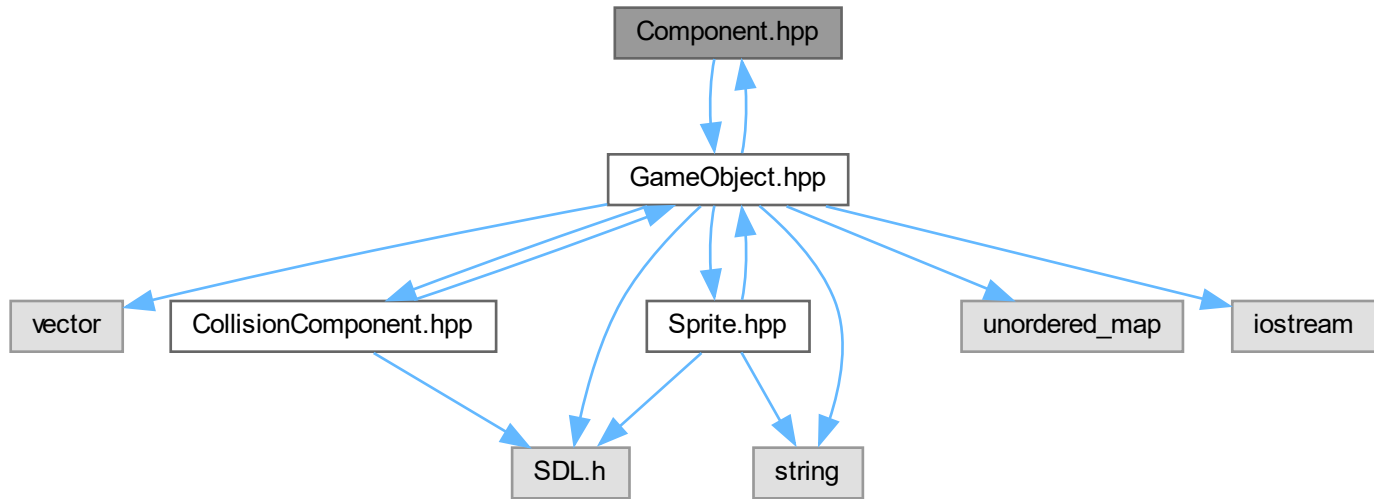 Component.hpp
GameObject.hpp
vector
CollisionComponent.hpp
Sprite.hpp
unordered_map
iostream
SDL.h
string